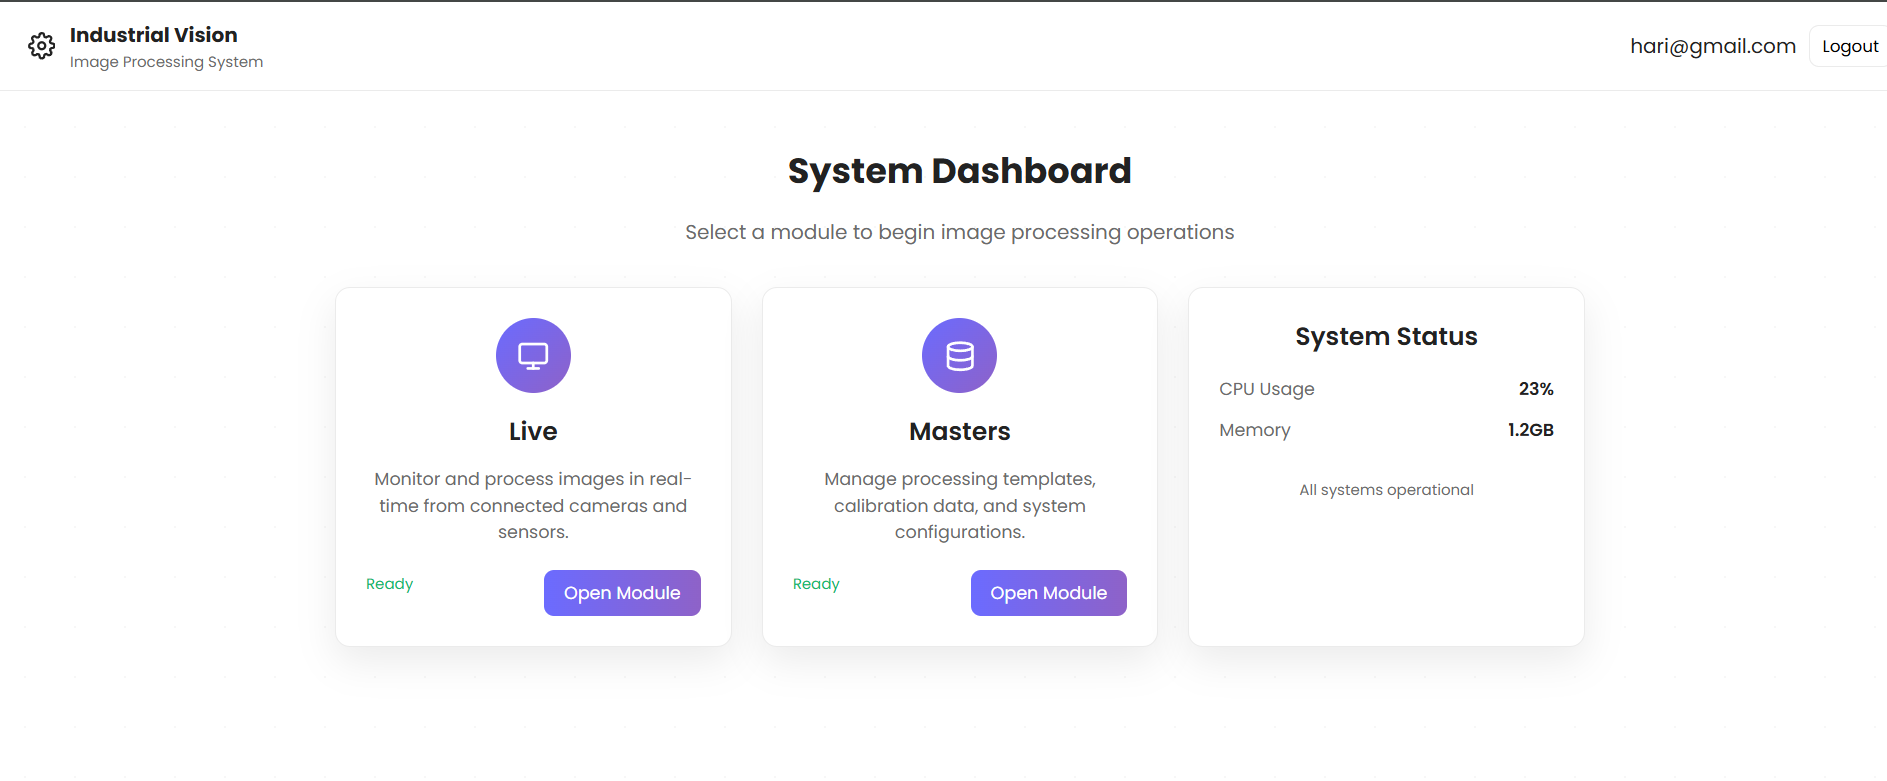 Industrial Vision
Image Processing System
hari@gmail.com
Logout
System Dashboard
Select a module to begin image processing operations
Live
Monitor and process images in real-
time from connected cameras and
sensors.
Ready
Open Module
Masters
Manage processing templates,
calibration data, and system
configurations.
Ready
Open Module
System Status
CPU Usage 23%
Memory 1.2GB
All systems operational